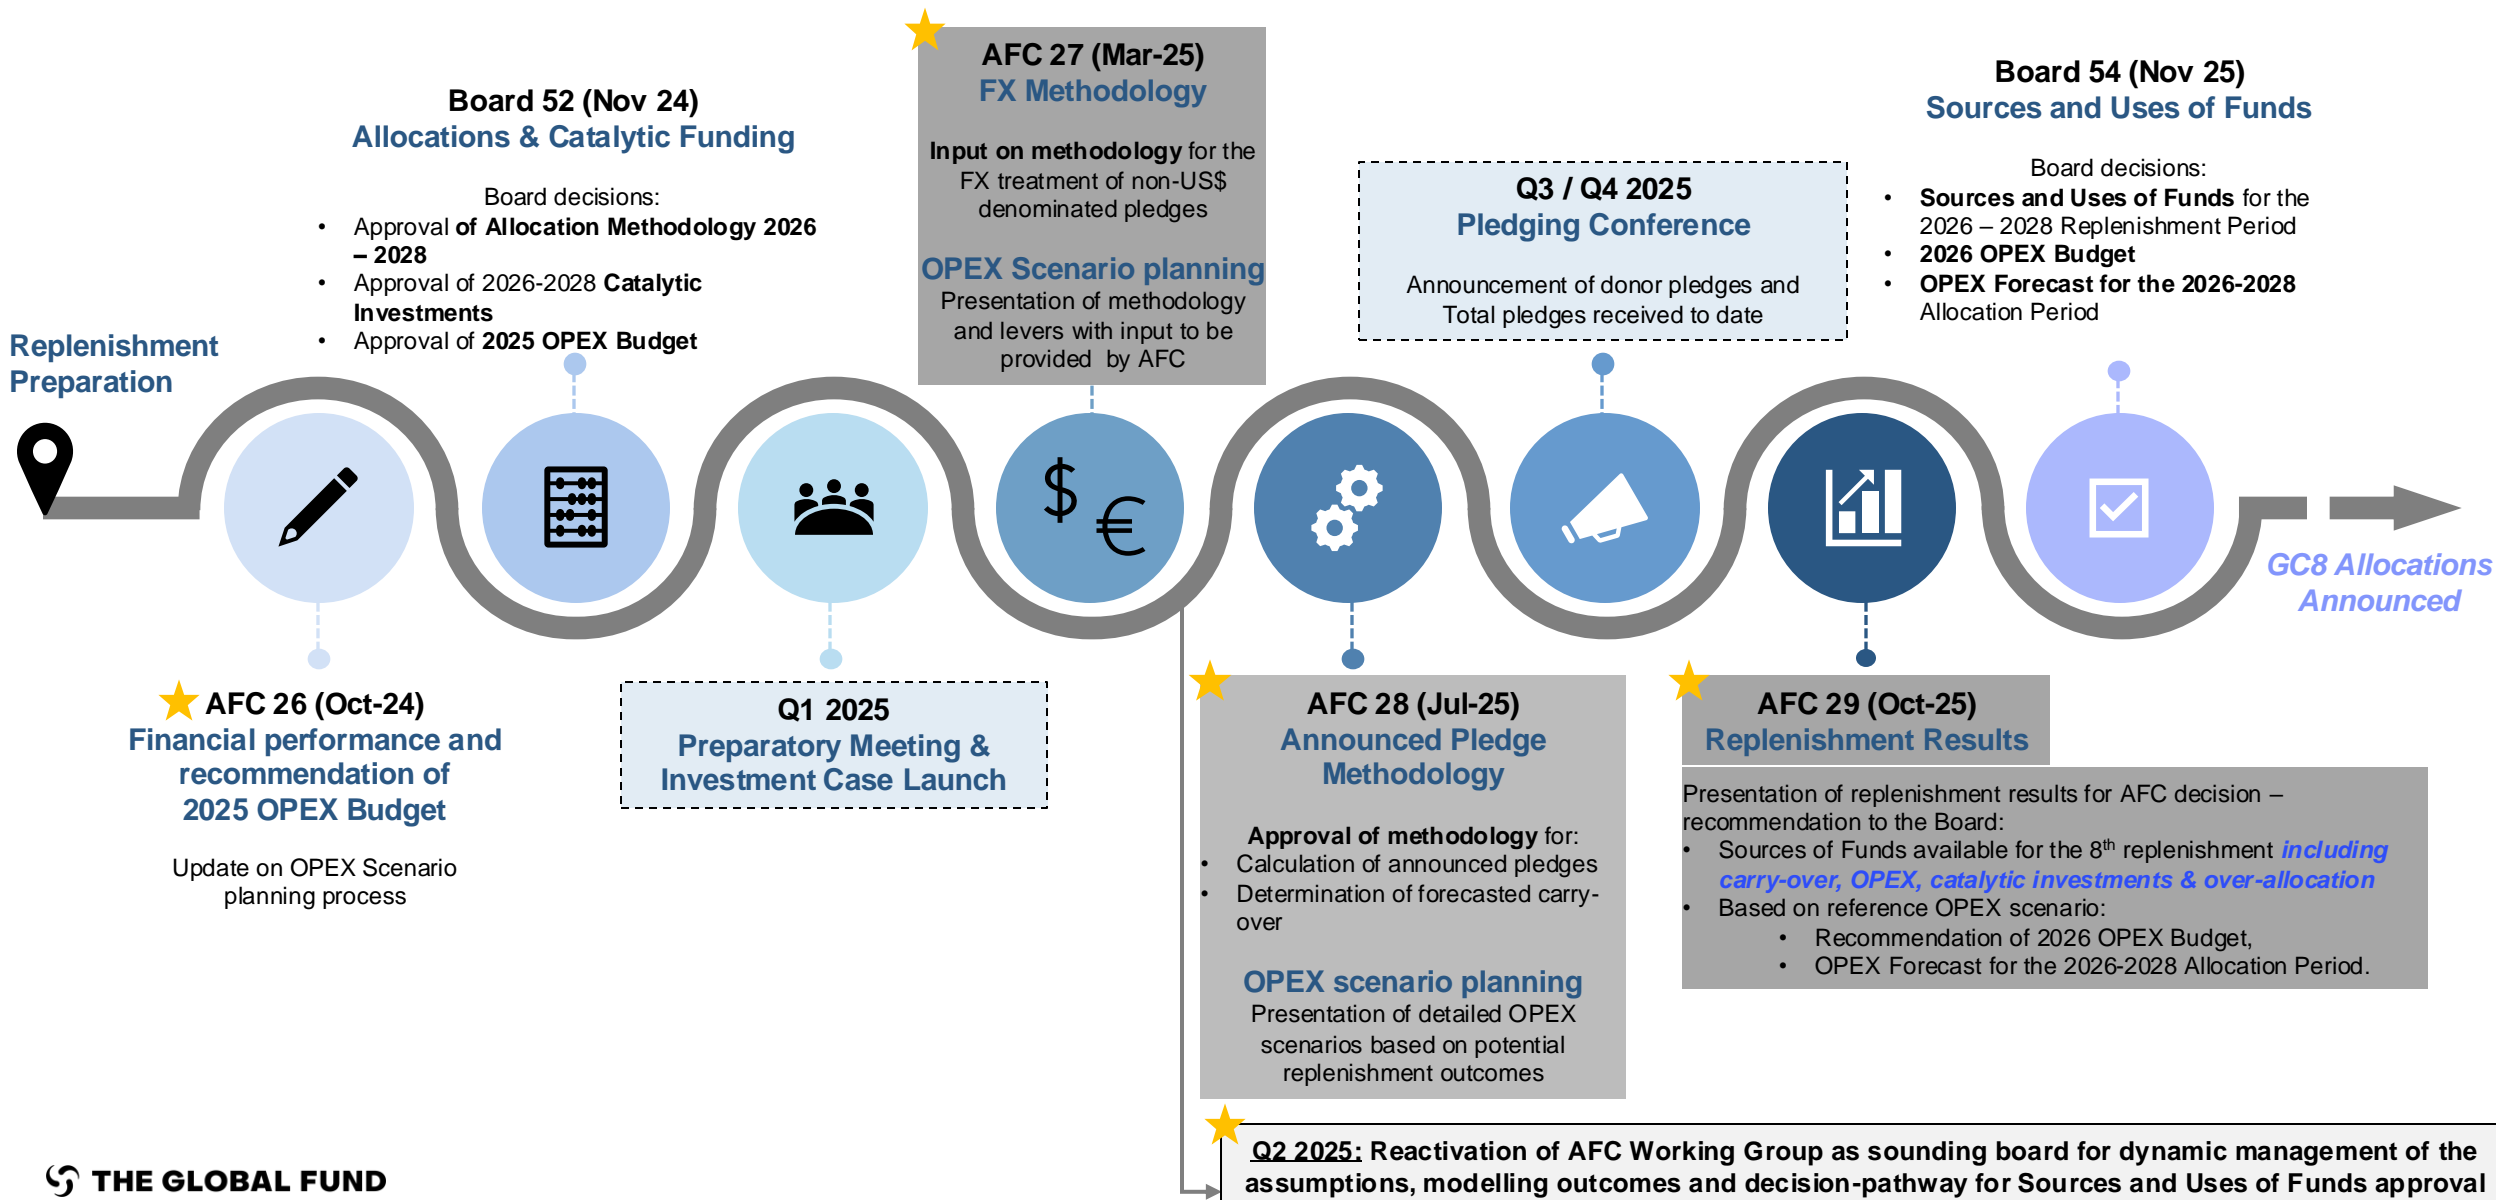 Replenishment
Preparation
★ AFC 26 (Oct-24)
Financial performance and
recommendation of
2025 OPEX Budget
Update on OPEX Scenario
planning process
Board 52 (Nov 24)
Allocations & Catalytic Funding
Board decisions:
• Approval of Allocation Methodology 2026
– 2028
• Approval of 2026-2028 Catalytic
Investments
• Approval of 2025 OPEX Budget
Q1 2025
Preparatory Meeting &
Investment Case Launch
AFC 27 (Mar-25)
FX Methodology
Input on methodology for the
FX treatment of non-US$
denominated pledges
OPEX Scenario planning
Presentation of methodology
and levers with input to be
provided by AFC
$
€
AFC 28 (Jul-25)
Announced Pledge
Methodology
Approval of methodology for:
• Calculation of announced pledges
• Determination of forecasted carry-
over
OPEX scenario planning
Presentation of detailed OPEX
scenarios based on potential
replenishment outcomes
Q3 / Q4 2025
Pledging Conference
Announcement of donor pledges and
Total pledges received to date
AFC 29 (Oct-25)
Replenishment Results
Presentation of replenishment results for AFC decision –
recommendation to the Board:
• Sources of Funds available for the 8th replenishment including
carry-over, OPEX, catalytic investments & over-allocation
• Based on reference OPEX scenario:
• Recommendation of 2026 OPEX Budget,
• OPEX Forecast for the 2026-2028 Allocation Period.
Board 54 (Nov 25)
Sources and Uses of Funds
Board decisions:
• Sources and Uses of Funds for the
2026 – 2028 Replenishment Period
• 2026 OPEX Budget
• OPEX Forecast for the 2026-2028
Allocation Period
GC8 Allocations
Announced
Q2 2025: Reactivation of AFC Working Group as sounding board for dynamic management of the
assumptions, modelling outcomes and decision-pathway for Sources and Uses of Funds approval
THE GLOBAL FUND